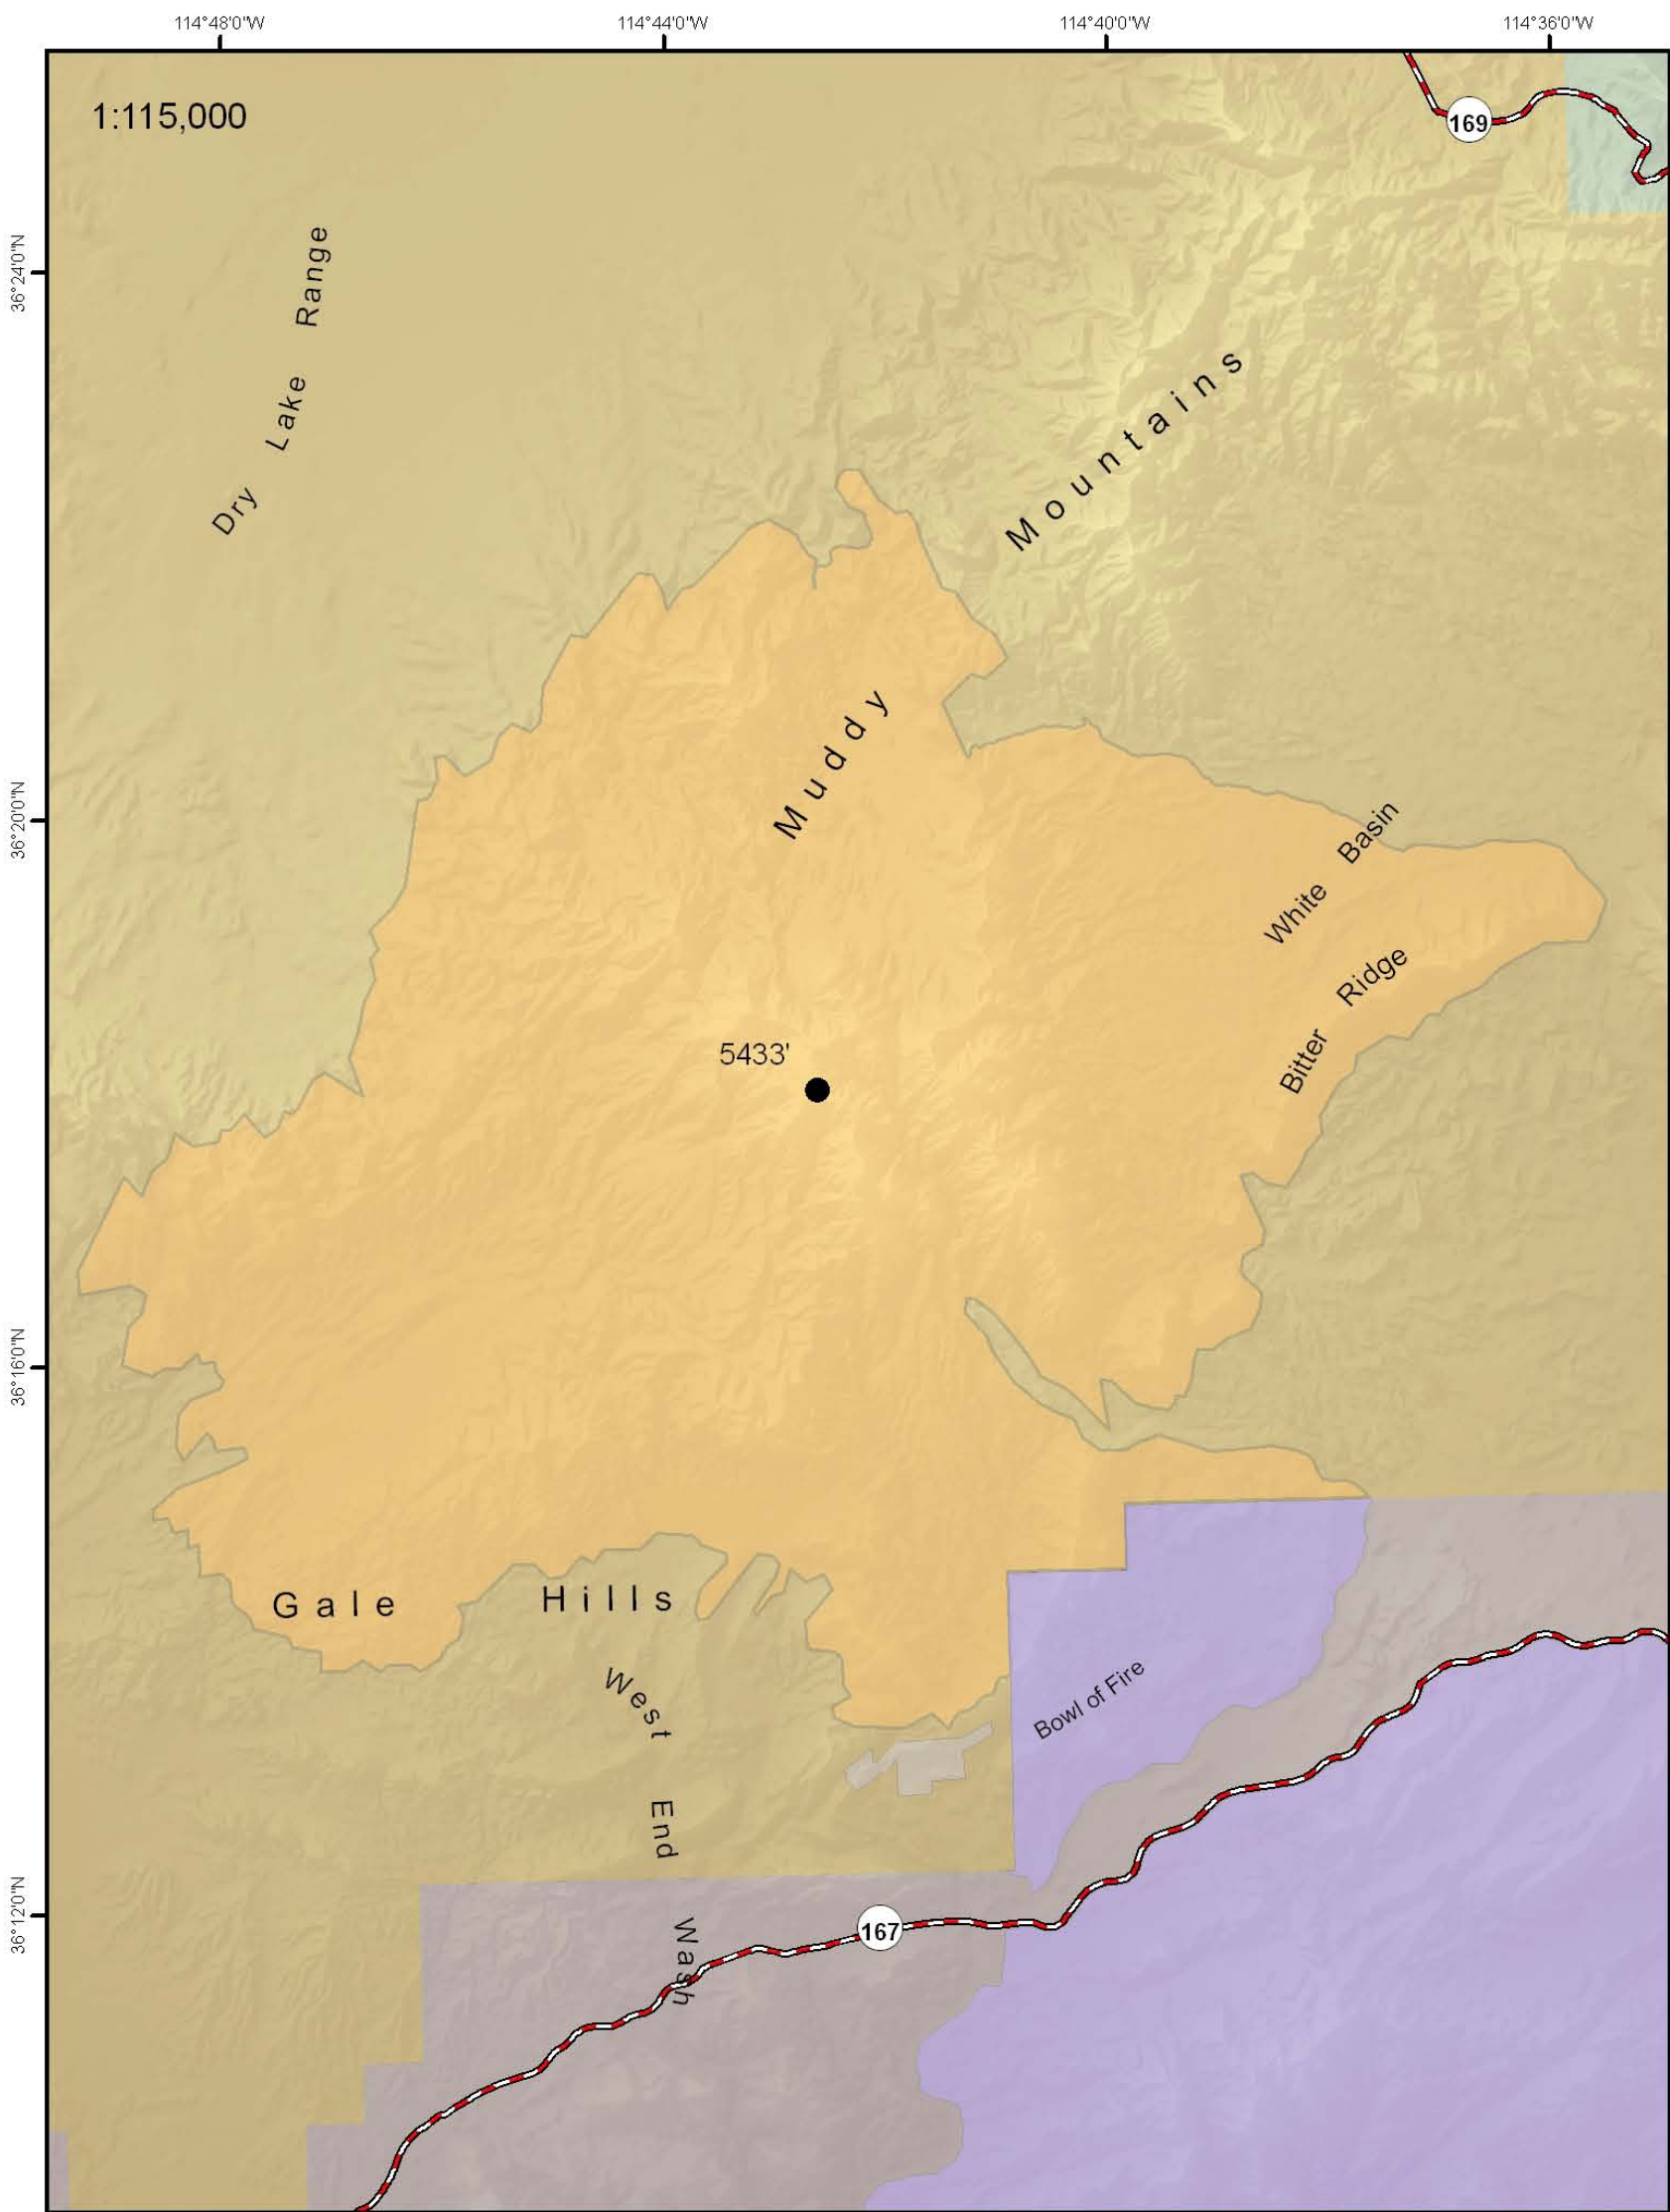 114°48'0"W
114°44'0"W
114°40'0"W
114°36'0"W
1:115,000
169
36°24'0"N
Dry Lake Range
Muddy Mountains
36°20'0"N
White Basin
Bitter Ridge
5433'
36°16'0"N
Gale Hills
Bowl of Fire
West End Wash
36°12'0"N
167